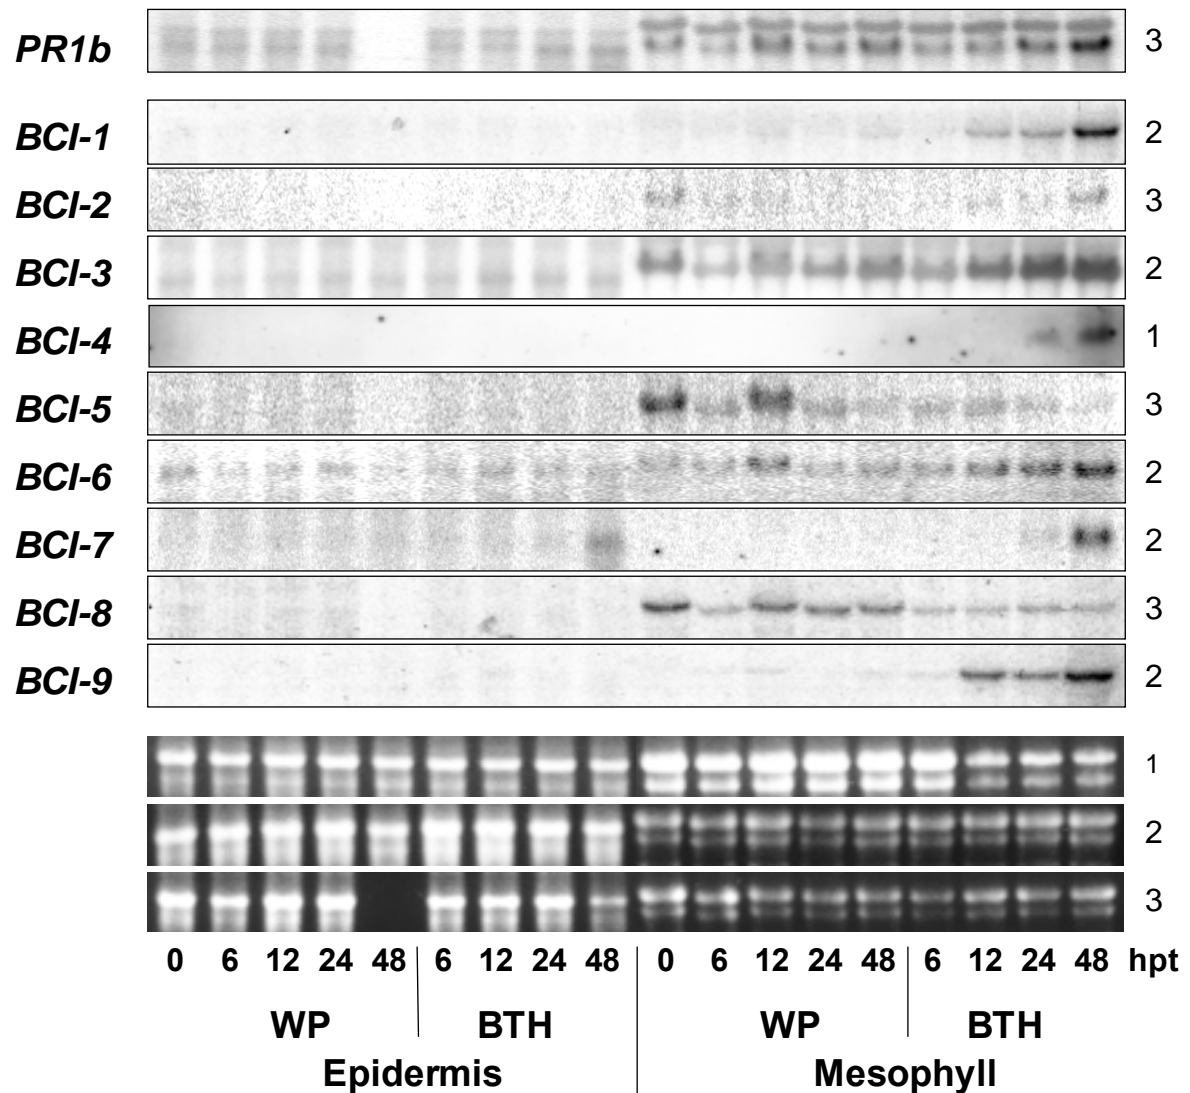 PR1b 3
BCI-1 2
BCI-2 3
BCI-3 2
BCI-4 1
BCI-5 3
BCI-6 2
BCI-7 2
BCI-8 3
BCI-9 2
1
2
3
0 6 12 24 48 6 12 24 48 0 6 12 24 48 6 12 24 48 hpt
WP BTH WP BTH
Epidermis Mesophyll